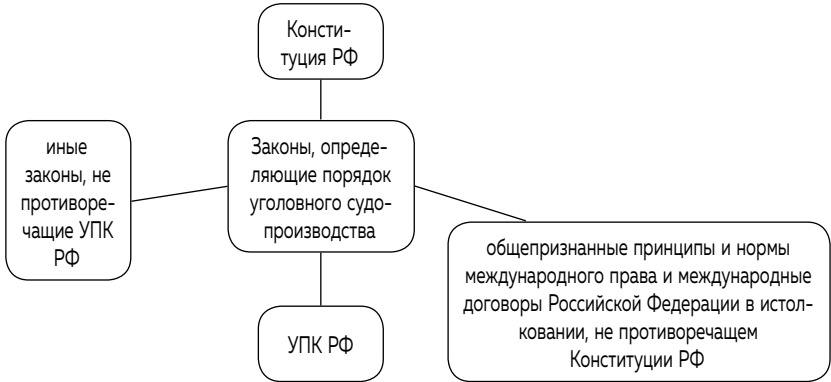 Консти-
туция РФ
иные
законы, не
противоре-
чащие УПК
РФ
Законы, опреде-
ляющие порядок
уголовного судо-
производства
общепризнанные принципы и нормы
международного права и международные
договоры Российской Федерации в истол-
ковании, не противоречащем
Конституции РФ
УПК РФ